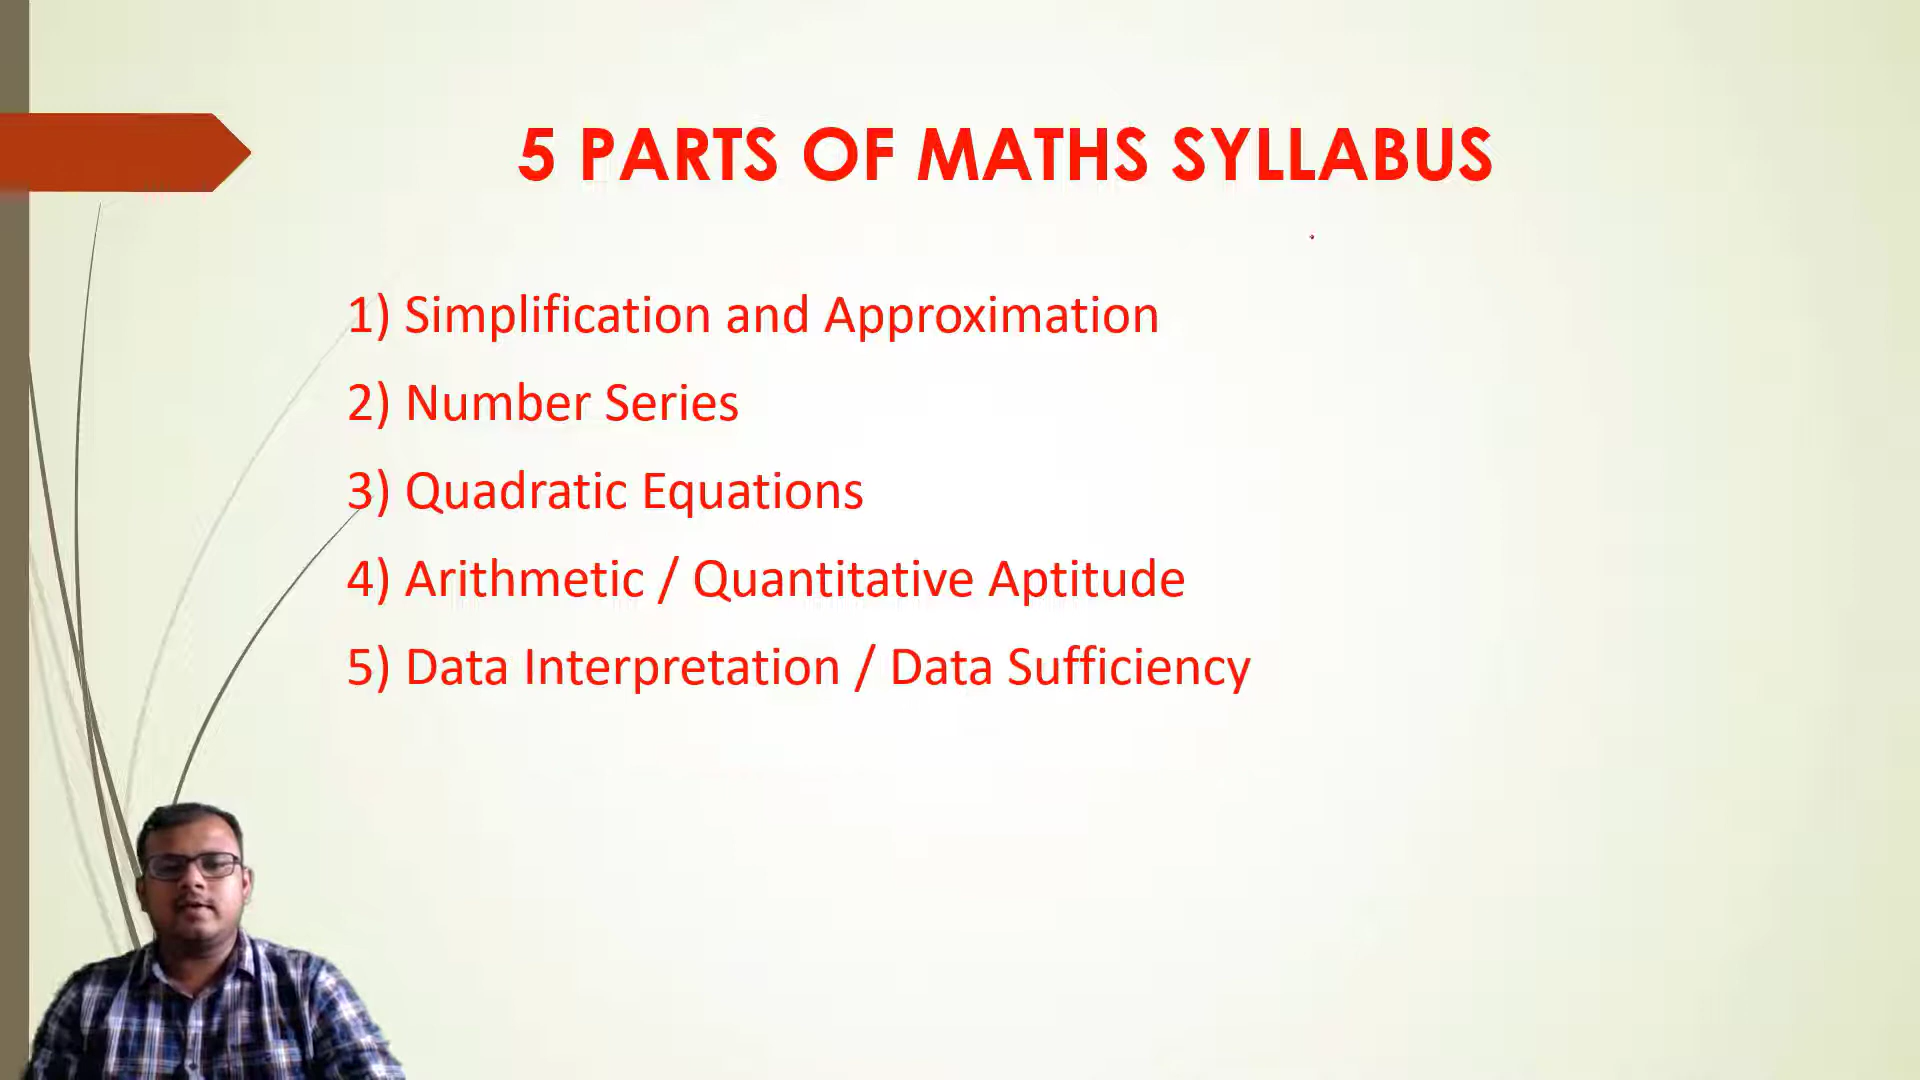 5 PARTS OF MATHS SYLLABUS
1) Simplification and Approximation
2) Number Series
3) Quadratic Equations
4) Arithmetic / Quantitative Aptitude
5) Data Interpretation / Data Sufficiency